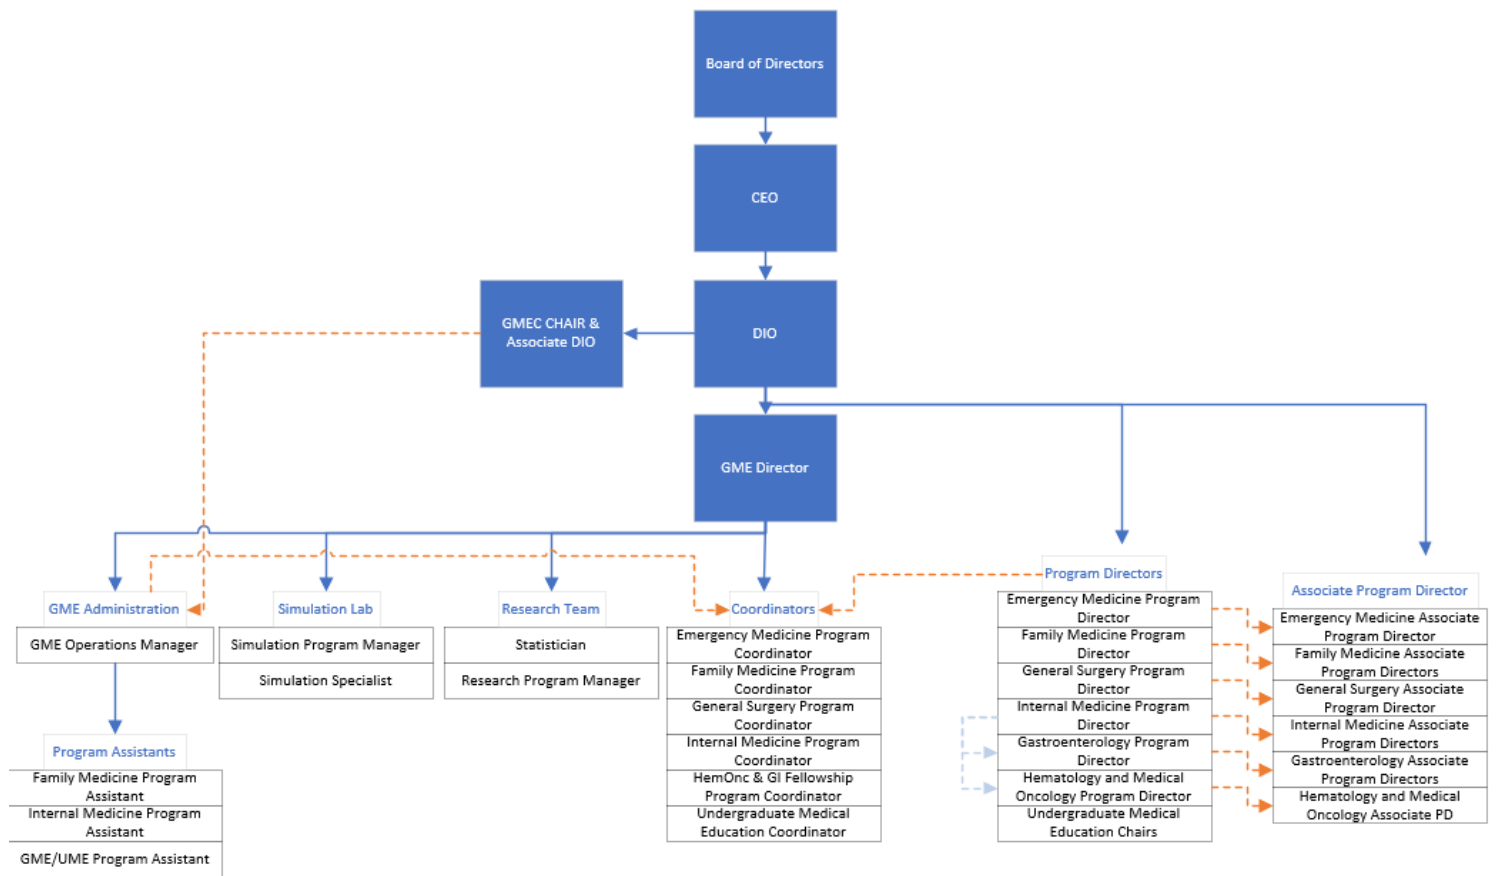 Board of Directors
CEO
GMEC CHAIR &
Associate DIO
DIO
GME Director
GME Administration
GME Operations Manager
Program Assistants
Family Medicine Program
Assistant
Internal Medicine Program
Assistant
GME/UME Program Assistant
Simulation Lab
Simulation Program Manager
Simulation Specialist
Research Team
Statistician
Research Program Manager
Coordinators
Emergency Medicine Program
Coordinator
Family Medicine Program
Coordinator
General Surgery Program
Coordinator
Internal Medicine Program
Coordinator
HemOnc & GI Fellowship
Program Coordinator
Undergraduate Medical
Education Coordinator
Program Directors
Emergency Medicine Program
Director
Family Medicine Program
Director
General Surgery Program
Director
Internal Medicine Program
Director
Gastroenterology Program
Director
Hematology and Medical
Oncology Program Director
Undergraduate Medical
Education Chairs
Associate Program Director
Emergency Medicine Associate
Program Director
Family Medicine Associate
Program Directors
General Surgery Associate
Program Director
Internal Medicine Associate
Program Directors
Gastroenterology Associate
Program Directors
Hematology and Medical
Oncology Associate PD